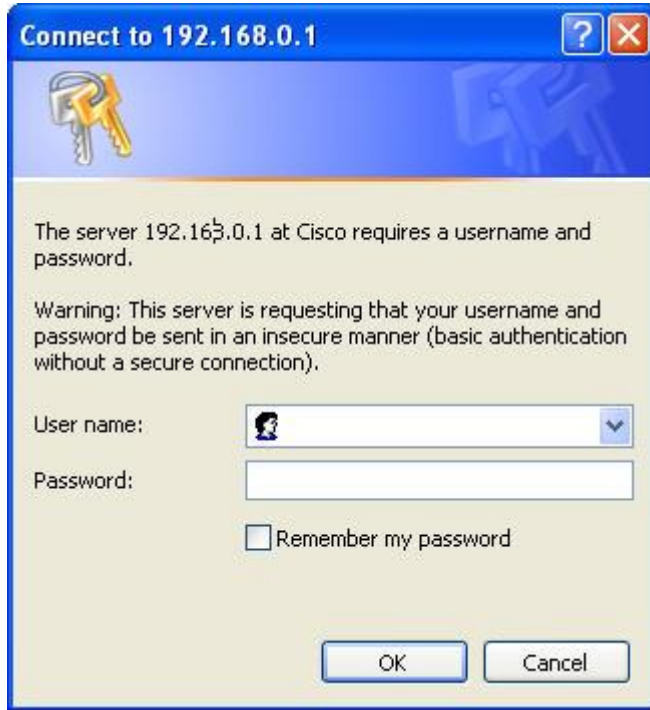 Connect to 192.168.0.1
The server 192.163.0.1 at Cisco requires a username and
password.
Warning: This server is requesting that your username and
password be sent in an insecure manner (basic authentication
without a secure connection).
User name:
Password:
Remember my password
OK
Cancel